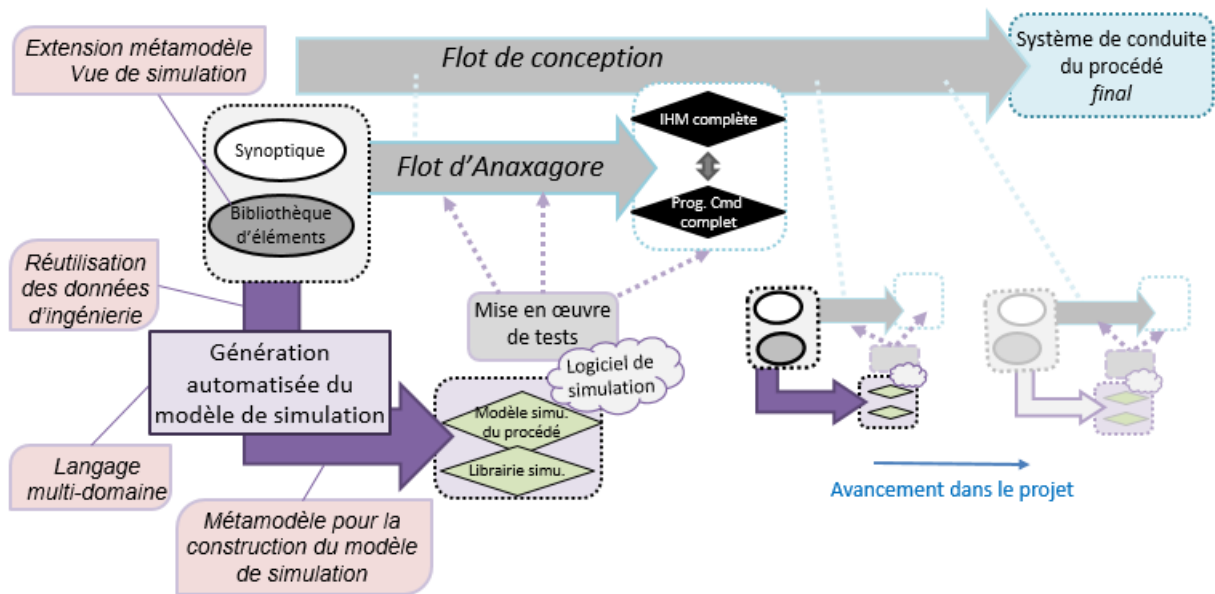 Extension métamodèle
Vue de simulation
Flot de conception
Système de conduite
du procédé
final
Synoptique
Bibliothèque
d'éléments
Flot d'Anaxagore
IHM complète
Prog. Cmd
complet
Réutilisation
des données
d'ingénierie
Mise en œuvre
de tests
Logiciel de
simulation
Génération
automatisée du
modèle de simulation
Modèle simu.
du procédé
Librairie simu.
Langage
multi-domaine
Métamodèle pour la
construction du modèle
de simulation
Avancement dans le projet